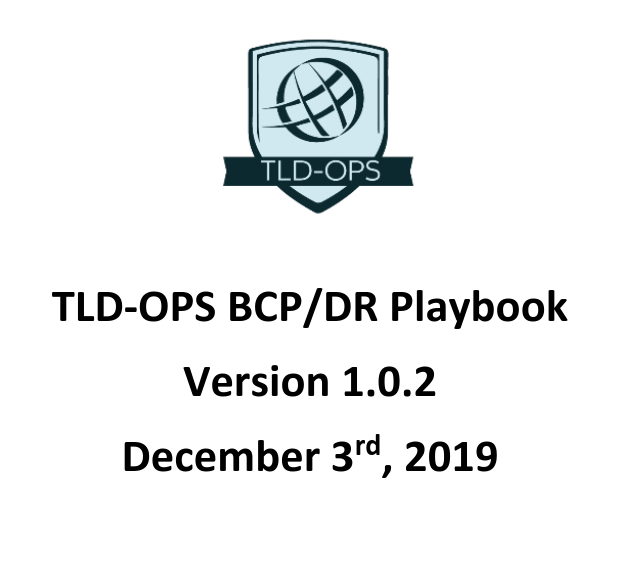 TLD-OPS
TLD-OPS BCP/DR Playbook
Version 1.0.2
December 3rd, 2019